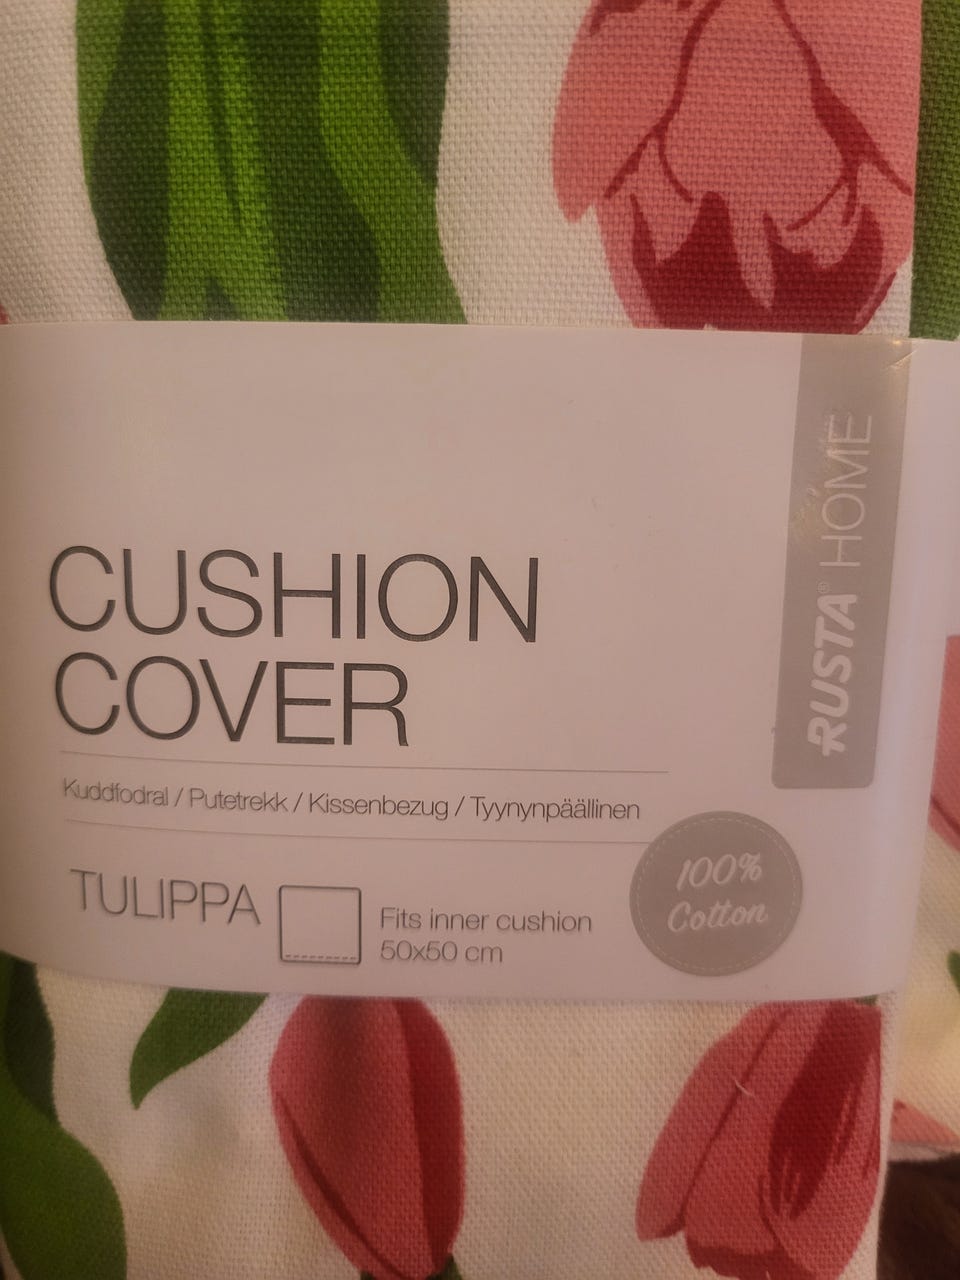 RUSTA® HOME
CUSHION
COVER
Kuddfodral / Putetrekk / Kissenbezug / Tyynynpäällinen
TULIPPA
Fits inner cushion
50x50 cm
100%
Cotton